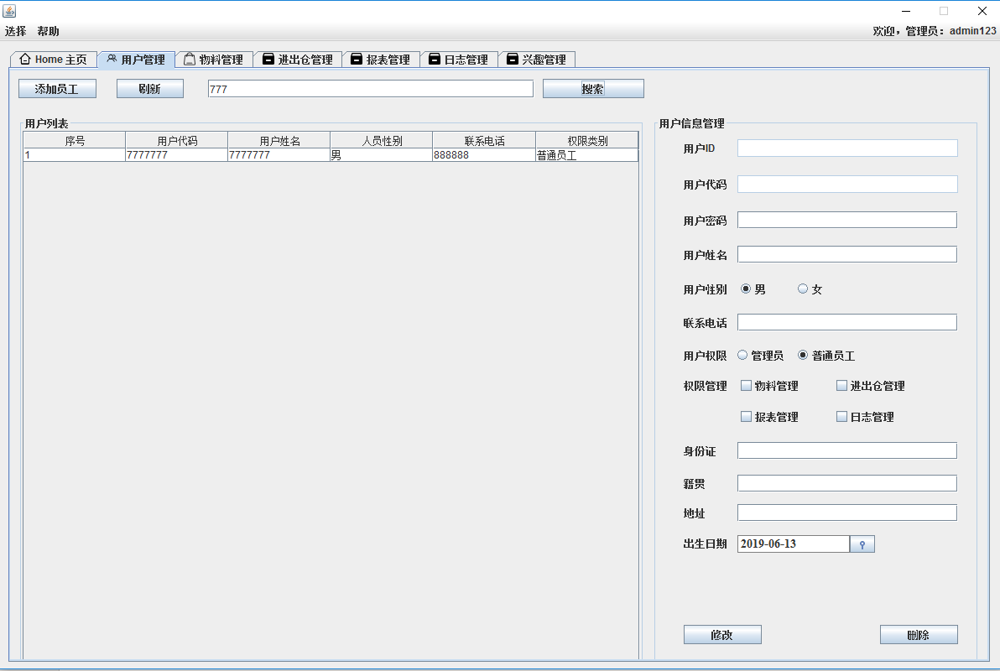 选择 帮助
欢迎，管理员：admin123
Home 主页 用户管理 物料管理 进出仓管理 报表管理 日志管理 兴趣管理
添加员工 刷新 777 搜索
用户列表
序号 用户代码 用户姓名 人员性别 联系电话 权限类别
1 7777777 7777777 男 888888 普通员工
用户信息管理
用户ID
用户代码
用户密码
用户姓名
用户性别 男 女
联系电话
用户权限 管理员 普通员工
权限管理 物料管理 进出仓管理
报表管理 日志管理
身份证
籍贯
地址
出生日期 2019-06-13
修改 删除